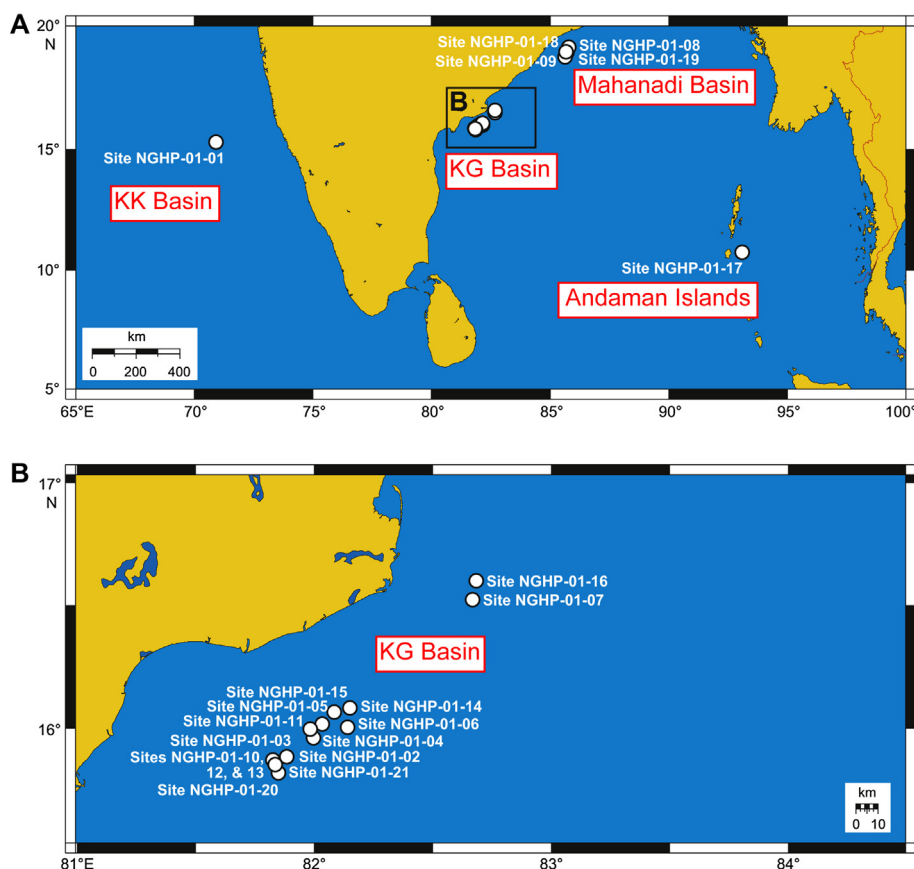 A
20°
N
Site NGHP-01-18
Site NGHP-01-08
Site NGHP-01-09
Site NGHP-01-19
Mahanadi Basin
B
15°
Site NGHP-01-01
KG Basin
KK Basin
10°
Site NGHP-01-17
Andaman Islands
km
0 200 400
5°
65°E 70° 75° 80° 85° 90° 95° 100°
B
17°
N
Site NGHP-01-16
Site NGHP-01-07
KG Basin
Site NGHP-01-15
Site NGHP-01-05
Site NGHP-01-14
Site NGHP-01-11
Site NGHP-01-06
16°
Site NGHP-01-03
Site NGHP-01-04
Sites NGHP-01-10,
12, & 13
Site NGHP-01-02
Site NGHP-01-21
Site NGHP-01-20
km
0 10
81°E 82° 83° 84°